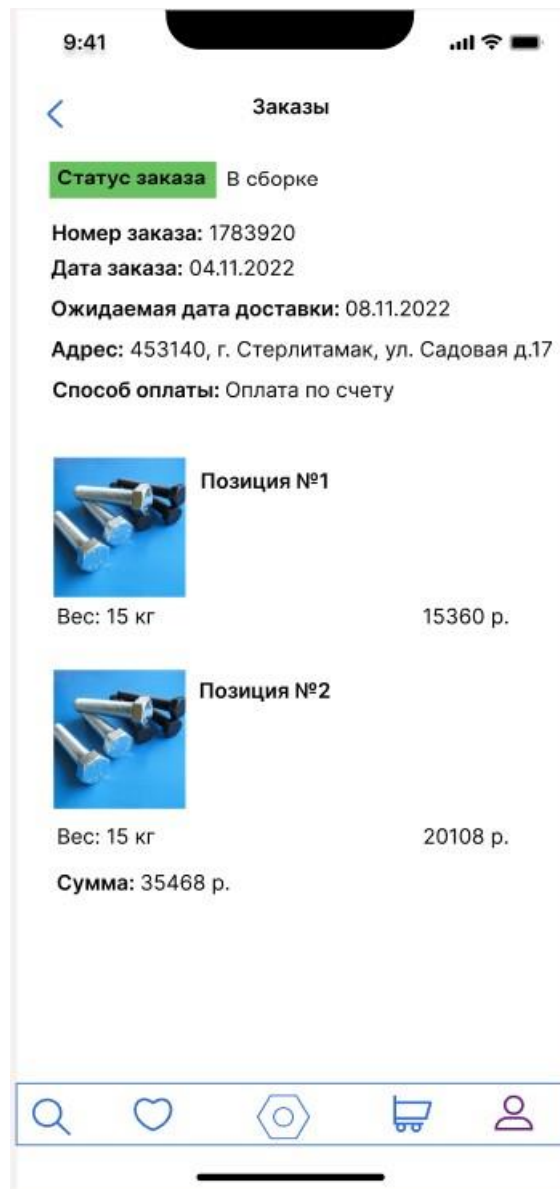 9:41
Заказы
Статус заказа В сборке
Номер заказа: 1783920
Дата заказа: 04.11.2022
Ожидаемая дата доставки: 08.11.2022
Адрес: 453140, г. Стерлитамак, ул. Садовая д.17
Способ оплаты: Оплата по счету
Позиция №1
Вес: 15 кг 15360 р.
Позиция №2
Вес: 15 кг 20108 р.
Сумма: 35468 р.